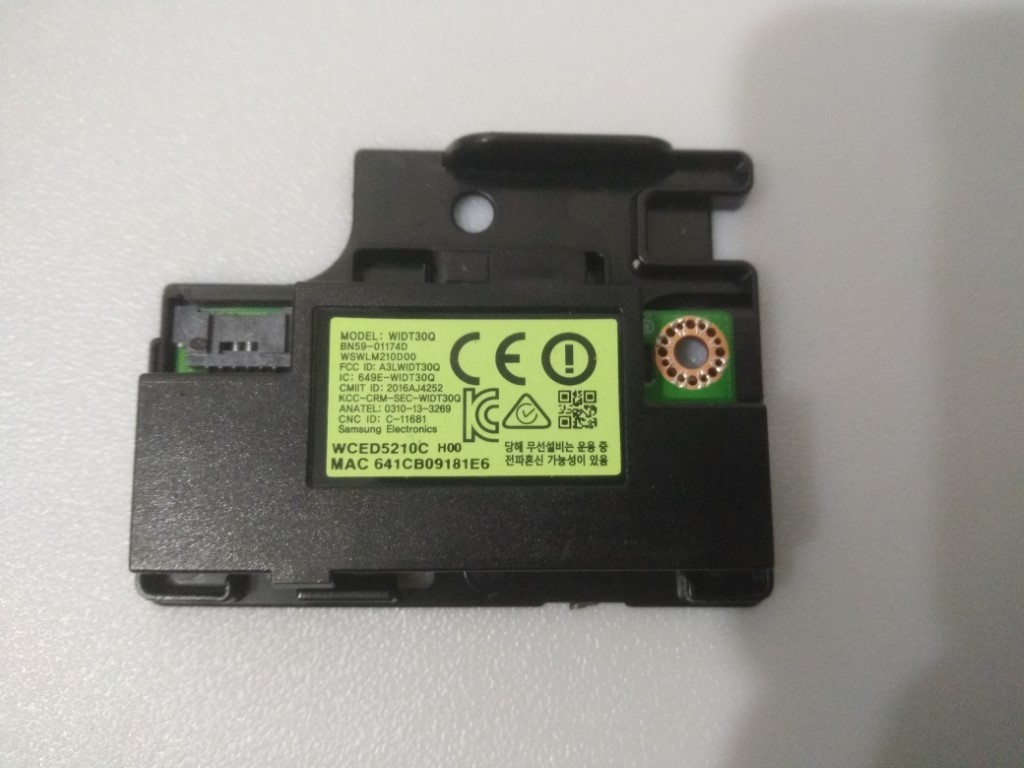 MODEL: WIDT30Q
BN59-01174D
WSWLM210D00
FCC ID: A3LWIDT30Q
IC: 649E-WIDT30Q
CMIIT ID: 2016AJ4252
KCC-CRM-SEC-WIDT30Q
ANATEL: 0310-13-3269
CNC ID: C-11681
Samsung Electronics
WCED5210C H00
MAC 641CB09181E6
CE
KC
당해 무선설비는 운용 중
전파혼신 가능성이 있음